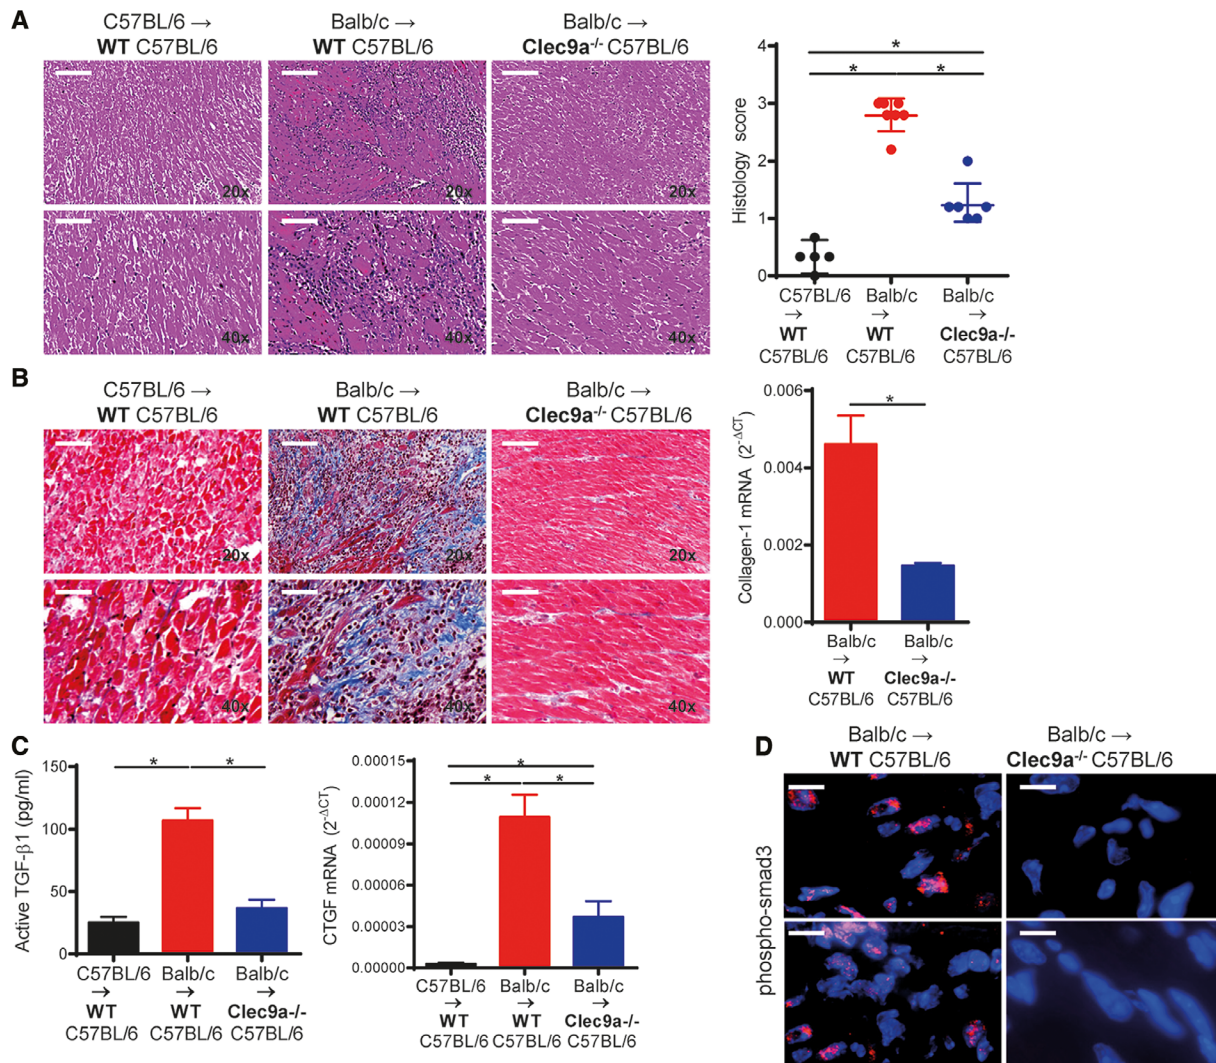 A
C57BL/6 →
WT C57BL/6
Balb/c →
WT C57BL/6
Balb/c →
Clec9a-/- C57BL/6
20x
20x
20x
40x
40x
40x
Histology score
4
3
2
1
0
*
* *
C57BL/6
→
WT
C57BL/6
Balb/c
→
WT
C57BL/6
Balb/c
→
Clec9a-/-
C57BL/6
B
C57BL/6 →
WT C57BL/6
Balb/c →
WT C57BL/6
Balb/c →
Clec9a-/- C57BL/6
20x
20x
20x
40x
40x
40x
Collagen-1 mRNA (2-ΔCT)
0.006
0.004
0.002
0.000
*
Balb/c
→
WT
C57BL/6
Balb/c
→
Clec9a-/-
C57BL/6
C
Active TGF-β1 (pg/ml)
150
100
50
0
* *
C57BL/6
→
WT
C57BL/6
Balb/c
→
WT
C57BL/6
Balb/c
→
Clec9a-/-
C57BL/6
CTGF mRNA (2-ΔCT)
0.00015
0.00012
0.00009
0.00006
0.00003
0.00000
*
* *
C57BL/6
→
WT
C57BL/6
Balb/c
→
WT
C57BL/6
Balb/c
→
Clec9a-/-
C57BL/6
D
Balb/c →
WT C57BL/6
Balb/c →
Clec9a-/- C57BL/6
phospho-smad3